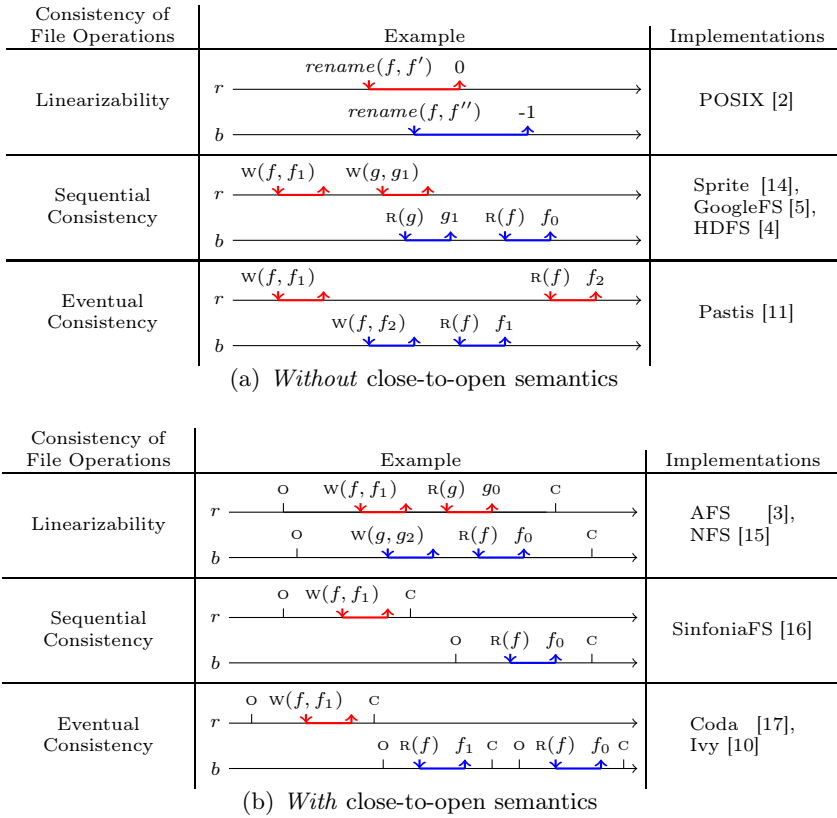 Consistency of
File Operations Example Implementations
Linearizability
rename(f, f′) 0
r
rename(f, f′′) -1
b
POSIX [2]
Sequential
Consistency
W(f, f1) W(g, g1)
r
R(g) g1 R(f) f0
b
Sprite [14],
GoogleFS [5],
HDFS [4]
Eventual
Consistency
W(f, f1) R(f) f2
r
W(f, f2) R(f) f1
b
Pastis [11]
(a) Without close-to-open semantics
Consistency of
File Operations Example Implementations
Linearizability
O W(f, f1) R(g) g0 C
r
O W(g, g2) R(f) f0 C
b
AFS [3],
NFS [15]
Sequential
Consistency
O W(f, f1) C
r
O R(f) f0 C
b
SinfoniaFS [16]
Eventual
Consistency
O W(f, f1) C
r
O R(f) f1 C O R(f) f0 C
b
Coda [17],
Ivy [10]
(b) With close-to-open semantics